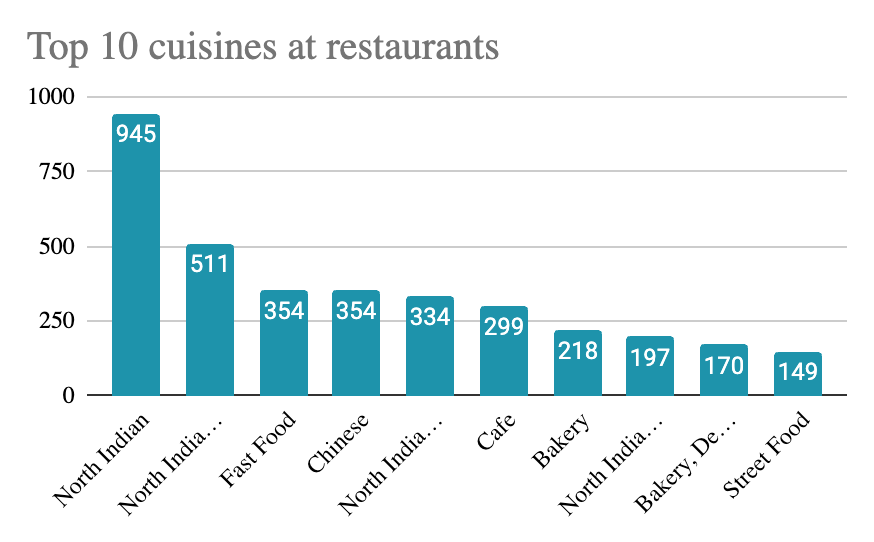 Top 10 cuisines at restaurants
1000
750
500
250
0
945
511
354
354
334
299
218
197
170
149
North Indian
North India…
Fast Food
Chinese
North India…
Cafe
Bakery
North India…
Bakery, De…
Street Food